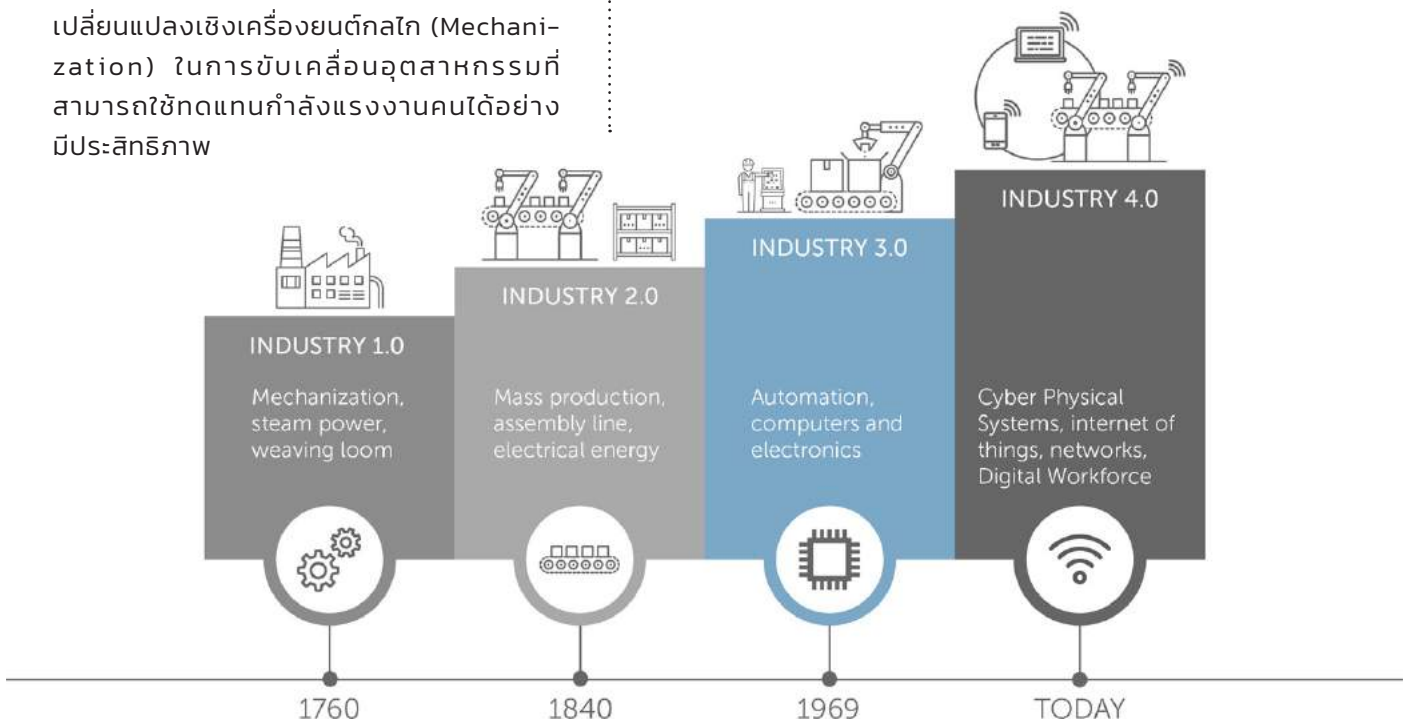 เปลี่ยนแปลงเชิงเครื่องยนต์กลไก (Mechani-
zation) ในการขับเคลื่อนอุตสาหกรรมที่
สามารถใช้ทดแทนกำลังแรงงานคนได้อย่าง
มีประสิทธิภาพ
INDUSTRY 1.0
Mechanization,
steam power,
weaving loom
1760
INDUSTRY 2.0
Mass production,
assembly line,
electrical energy
1840
INDUSTRY 3.0
Automation,
computers and
electronics
1969
INDUSTRY 4.0
Cyber Physical
Systems, internet of
things, networks,
Digital Workforce
TODAY